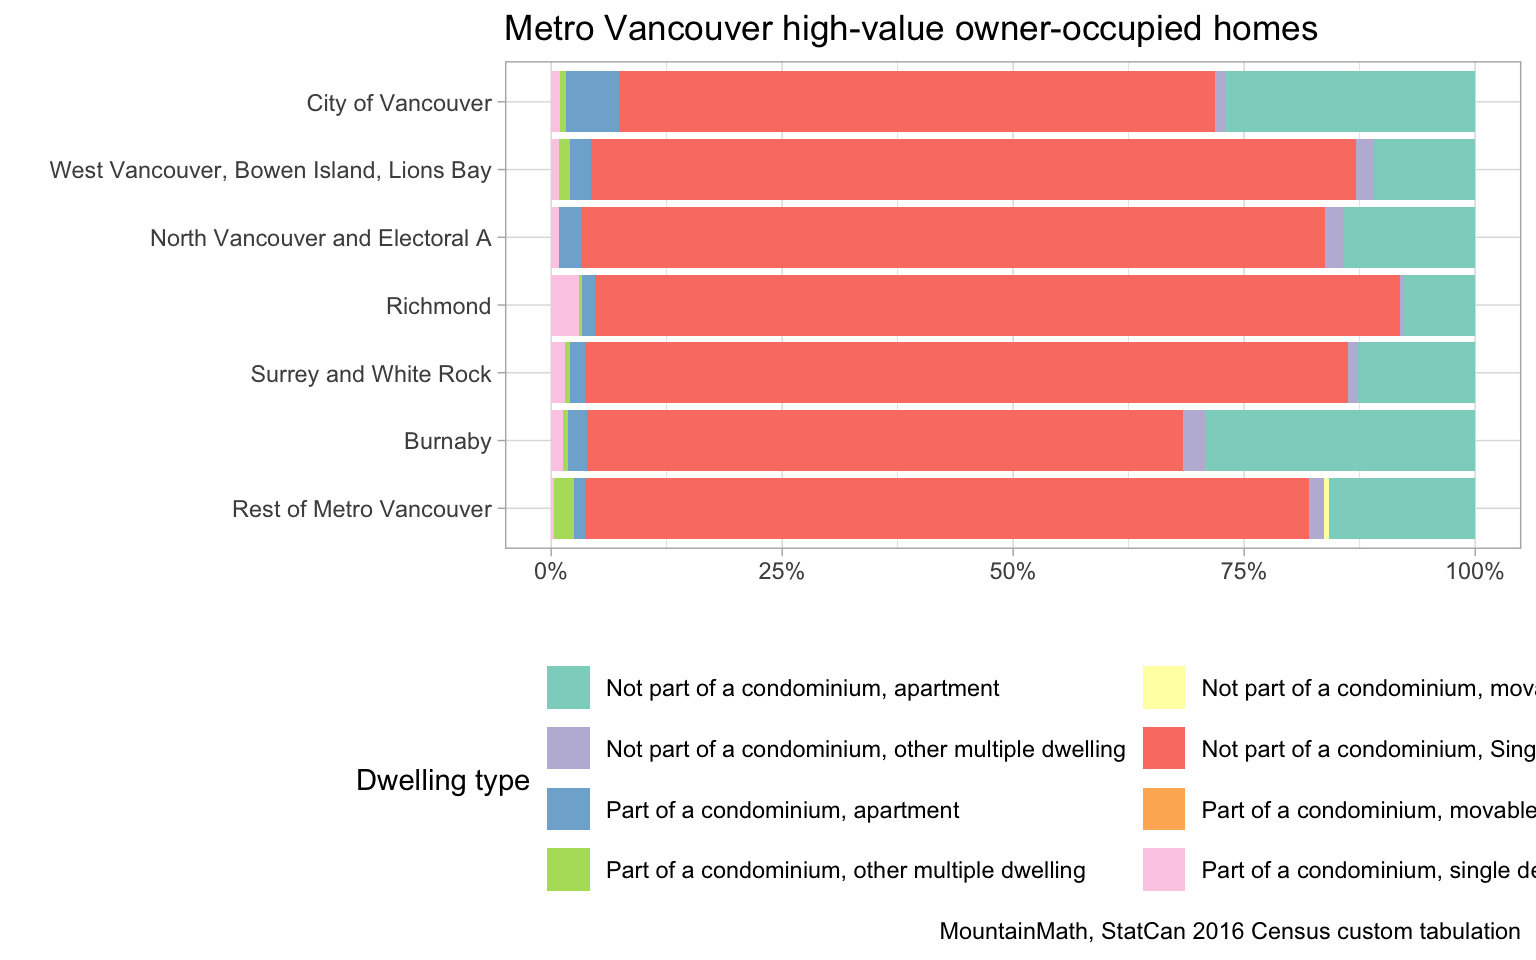 Metro Vancouver high-value owner-occupied homes
City of Vancouver
West Vancouver, Bowen Island, Lions Bay
North Vancouver and Electoral A
Richmond
Surrey and White Rock
Burnaby
Rest of Metro Vancouver
0% 25% 50% 75% 100%
Dwelling type
Not part of a condominium, apartment
Not part of a condominium, other multiple dwelling
Part of a condominium, apartment
Part of a condominium, other multiple dwelling
Not part of a condominium,
Not part of a condominium,
Part of a condominium, movable
Part of a condominium, single
MountainMath, StatCan 2016 Census custom tabulation